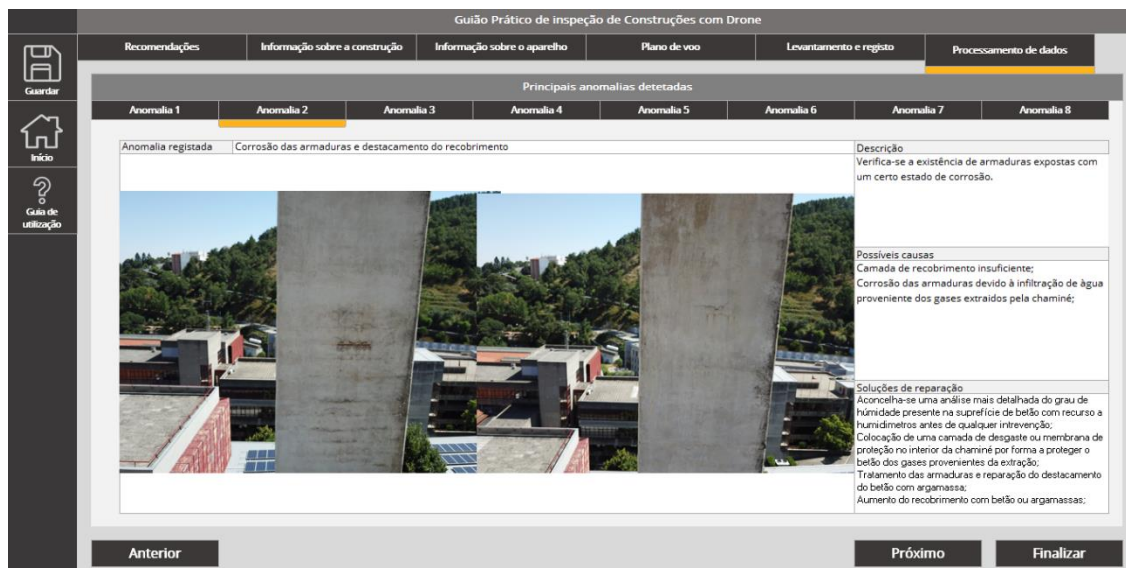 Guião Prático de inspeção de Construções com Drone
Recomendações
Informação sobre a construção
Informação sobre o aparelho
Plano de voo
Levantamento e registo
Processamento de dados
Guardar
Início
Guia de
utilização
Principais anomalias detetadas
Anomalia 1
Anomalia 2
Anomalia 3
Anomalia 4
Anomalia 5
Anomalia 6
Anomalia 7
Anomalia 8
Anomalia registada
Corrosão das armaduras e destacamento do recobrimento
Descrição
Verifica-se a existência de armaduras expostas com
um certo estado de corrosão.
Possíveis causas
Camada de recobrimento insuficiente;
Corrosão das armaduras devido à infiltração de àgua
proveniente dos gases extraidos pela chaminé;
Soluções de reparação
Aconcelha-se uma análise mais detalhada do grau de
húmidade presente na suprefície de betão com recurso a
humidimetros antes de qualquer intrevenção;
Colocação de uma camada de desgaste ou membrana de
proteção no interior da chaminé por forma a proteger o
betão dos gases provenientes da extração;
Tratamento das armaduras e reparação do destacamento
do betão com argamassa;
Aumento do recobrimento com betão ou argamassas;
Anterior
Próximo
Finalizar